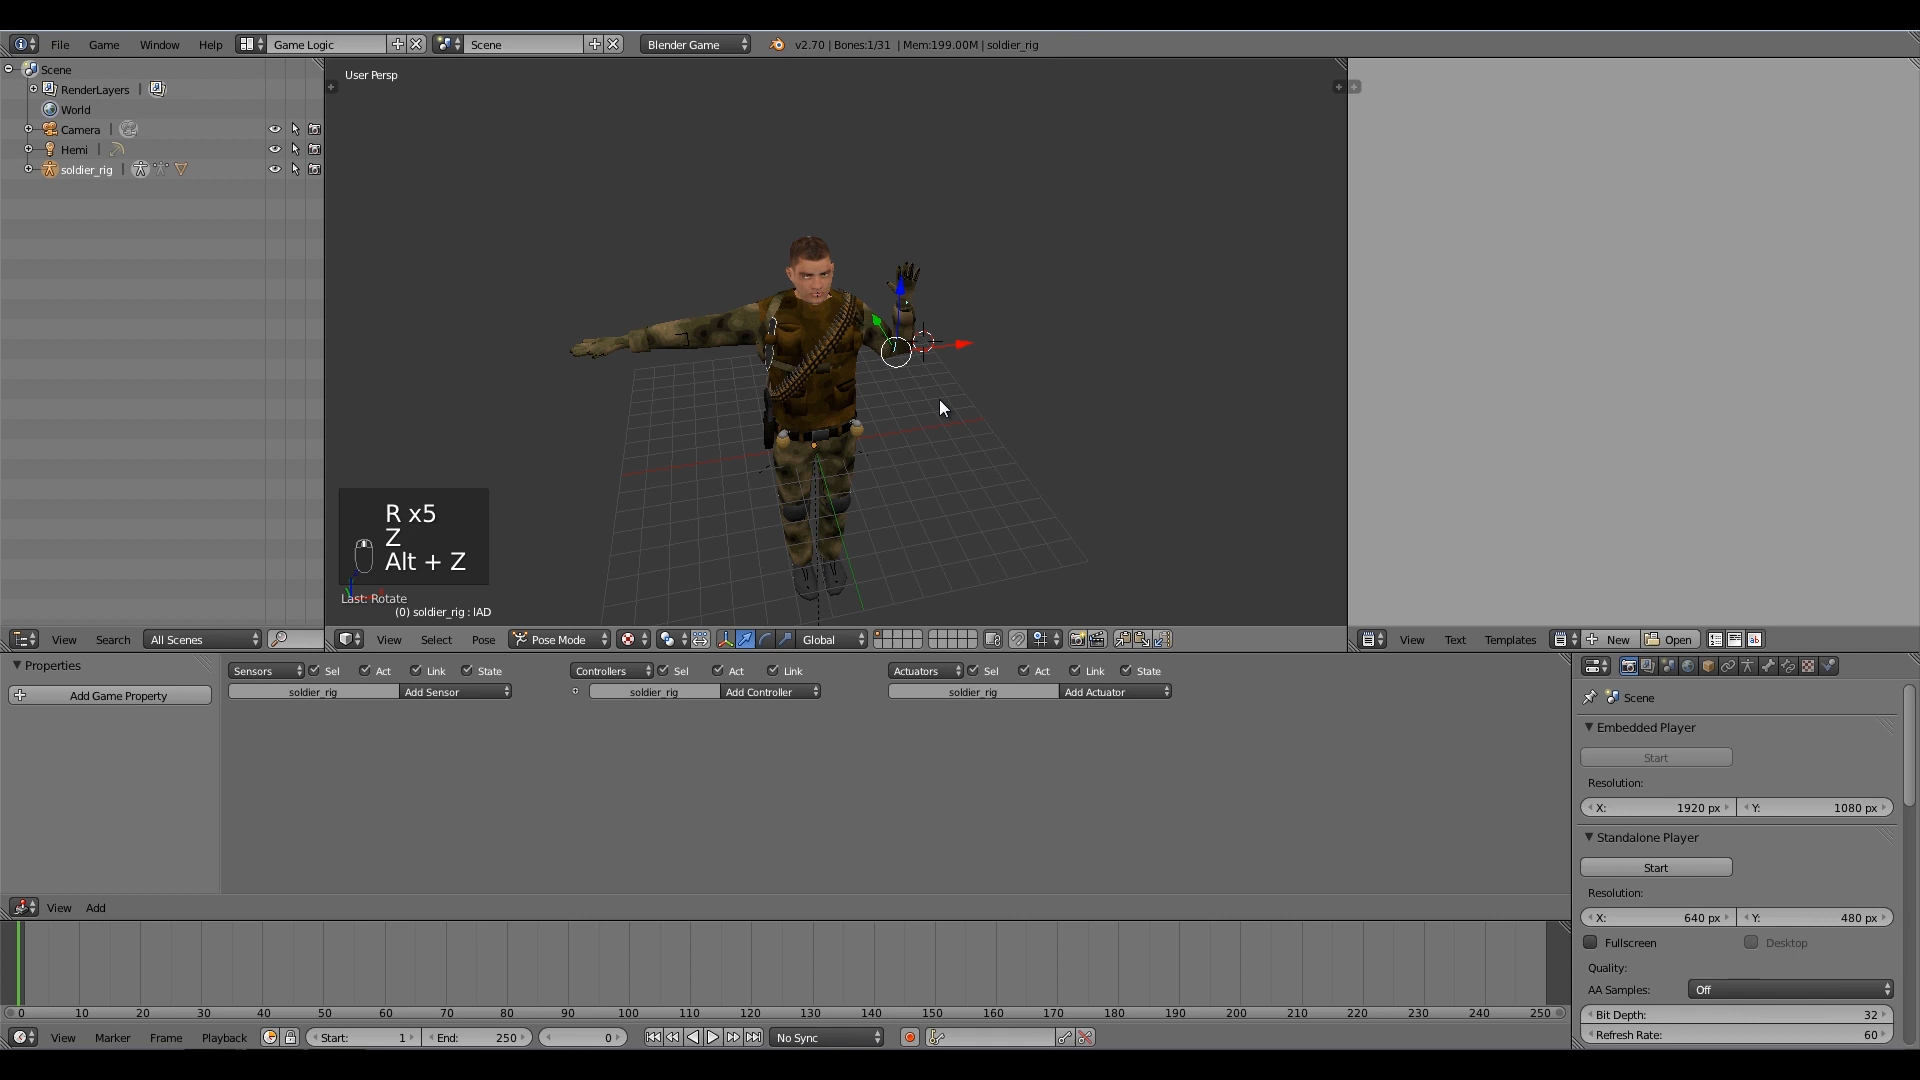 File Game Window Help Game Logic Scene Blender Game v2.70 | Bones:1/31 | Mem:199.00M | soldier_rig
Scene
RenderLayers
World
Camera
Hemi
soldier_rig
User Persp
R x5
Z
Alt + Z
Last: Rotate
(0) soldier_rig : lAD
View Search All Scenes
View Select Pose Pose Mode Global
View Text Templates New Open
Properties
Add Game Property
Sensors Sel Act Link State
soldier_rig Add Sensor
Controllers Sel Act Link
soldier_rig Add Controller
Actuators Sel Act Link State
soldier_rig Add Actuator
Scene
Embedded Player
Start
Resolution:
X: 1920 px Y: 1080 px
Standalone Player
Start
Resolution:
X: 640 px Y: 480 px
Fullscreen Desktop
Quality:
AA Samples: Off
Bit Depth: 32
Refresh Rate: 60
View Add
0 10 20 30 40 50 60 70 80 90 100 110 120 130 140 150 160 170 180 190 200 210 220 230 240 250
View Marker Frame Playback Start: 1 End: 250 0 No Sync